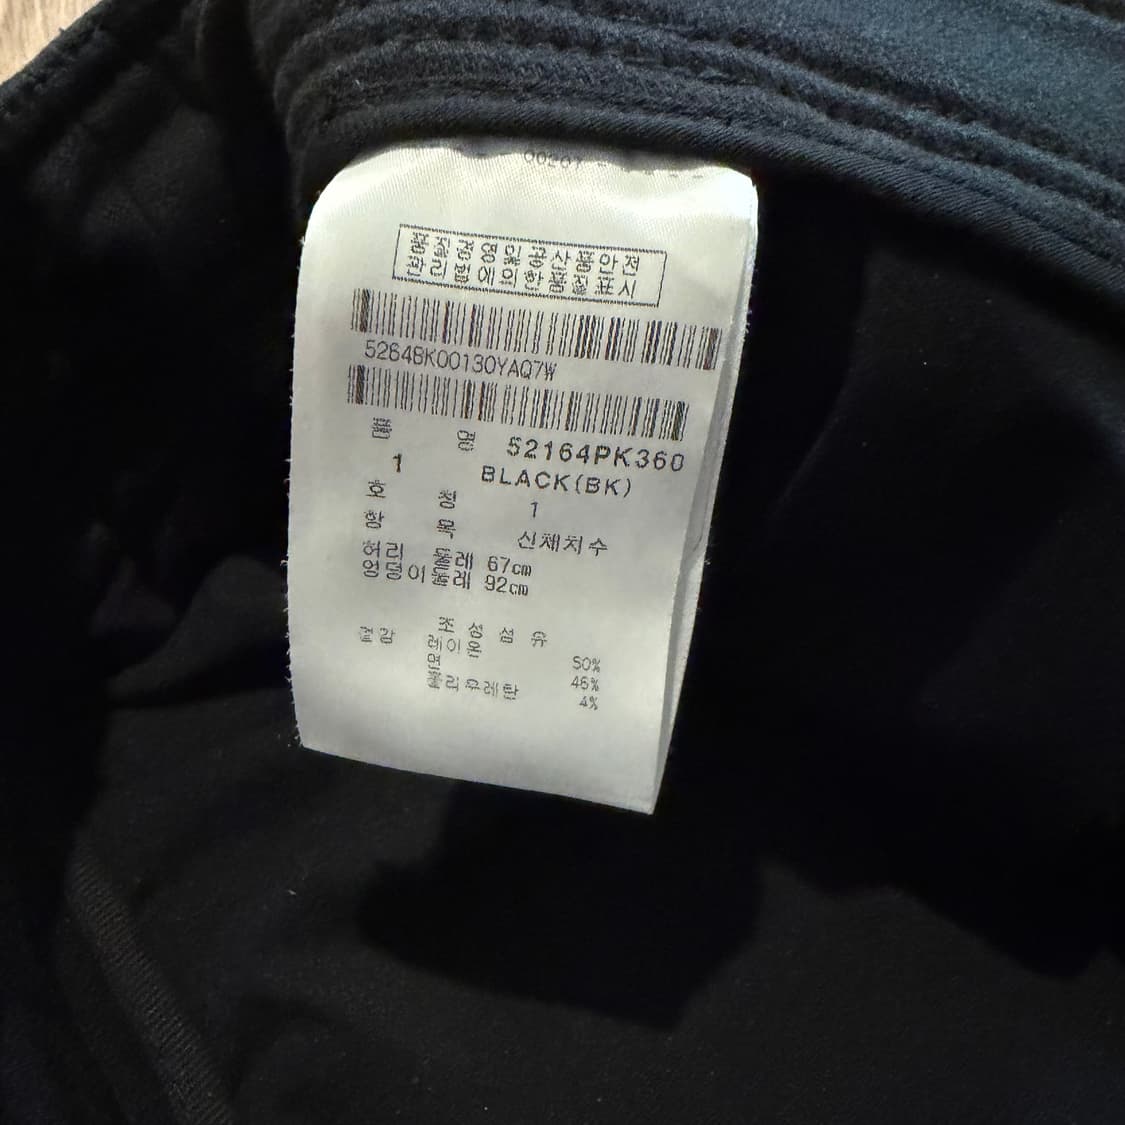 품질경영및공산품안전
관리법에의한품질표시
52648K00130YAQ7W
품 명 52164PK360
1 BLACK(BK)
호 칭 1
항 목 신체치수
허리 둘레 67cm
엉덩이둘레 92cm
조 성 섬 유
겉감 레이온 50%
면 46%
폴리우레탄 4%